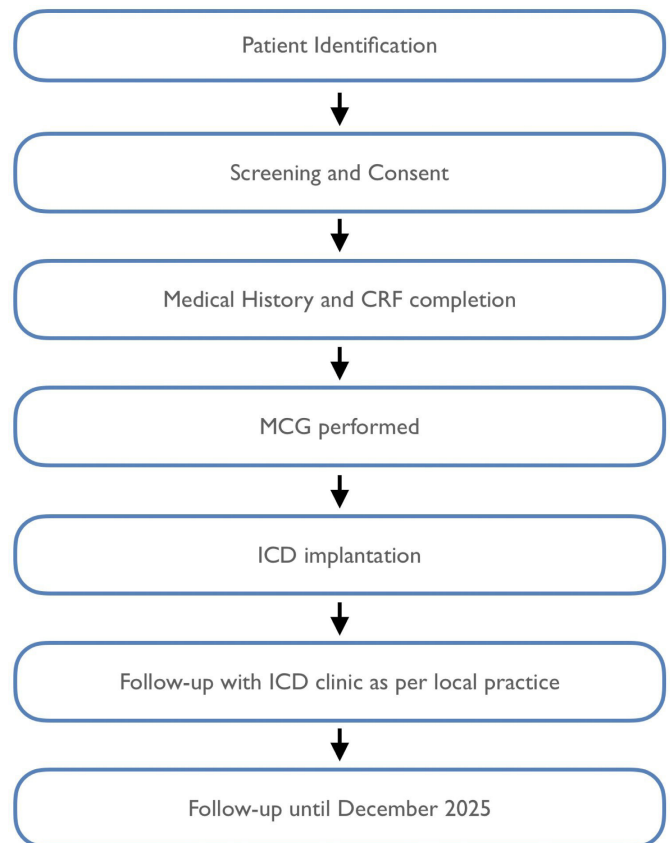 Patient Identification
Screening and Consent
Medical History and CRF completion
MCG performed
ICD implantation
Follow-up with ICD clinic as per local practice
Follow-up until December 2025